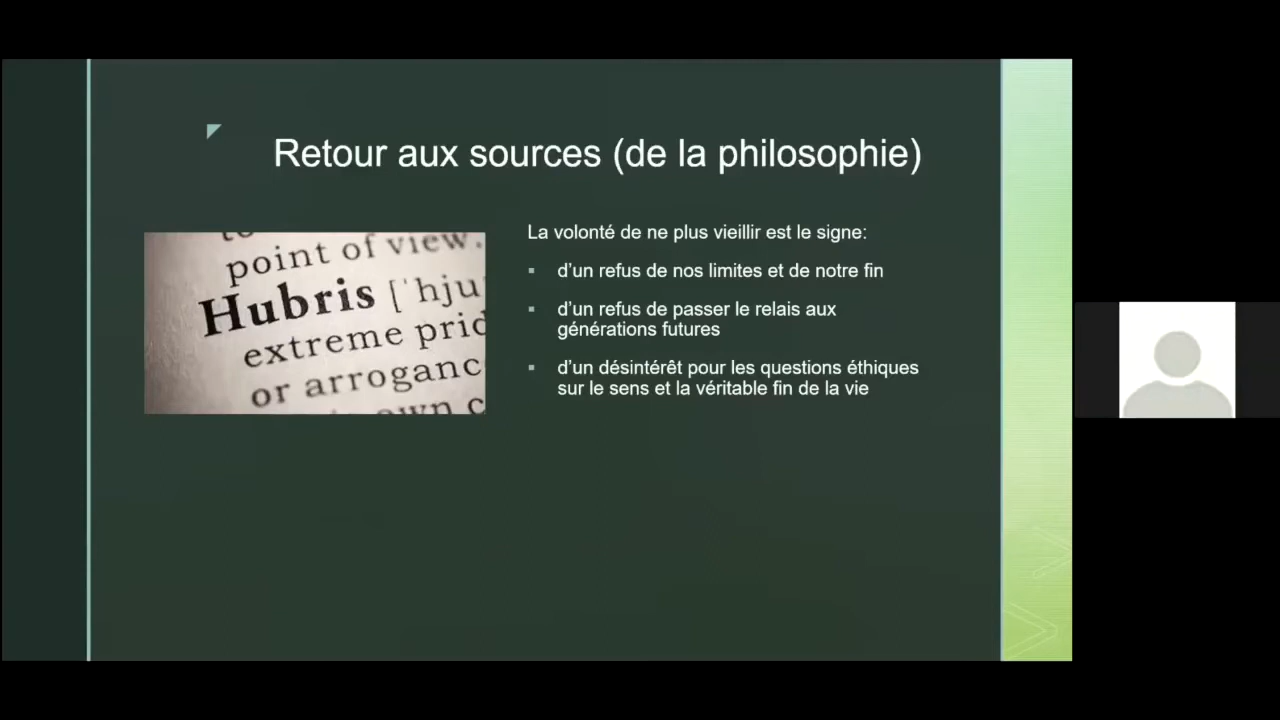 Retour aux sources (de la philosophie)
point of view.
Hubris [ˈhju
extreme prid
or arroganc
own c
La volonté de ne plus vieillir est le signe:
d’un refus de nos limites et de notre fin
d’un refus de passer le relais aux
générations futures
d’un désintérêt pour les questions éthiques
sur le sens et la véritable fin de la vie